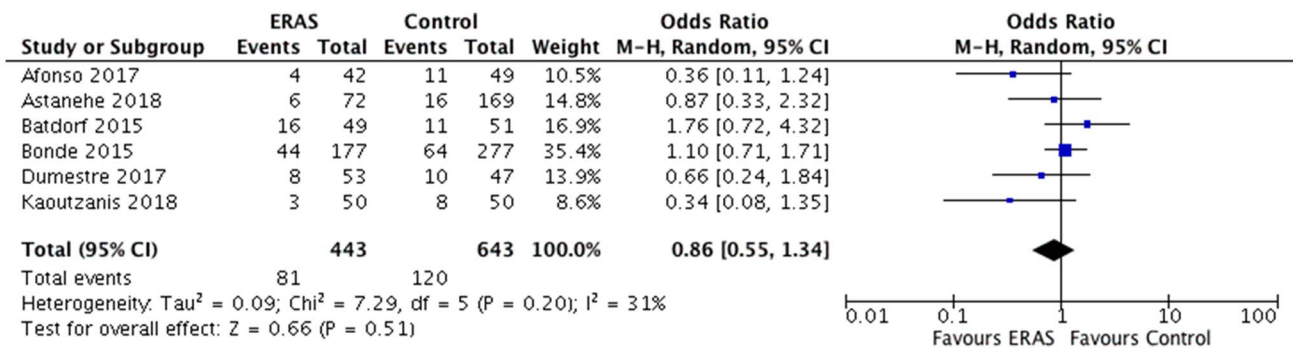 ERAS Control Odds Ratio Odds Ratio
Study or Subgroup Events Total Events Total Weight M-H, Random, 95% CI M-H, Random, 95% CI
Afonso 2017 4 42 11 49 10.5% 0.36 [0.11, 1.24]
Astanehe 2018 6 72 16 169 14.8% 0.87 [0.33, 2.32]
Batdorf 2015 16 49 11 51 16.9% 1.76 [0.72, 4.32]
Bonde 2015 44 177 64 277 35.4% 1.10 [0.71, 1.71]
Dumestre 2017 8 53 10 47 13.9% 0.66 [0.24, 1.84]
Kaoutzanis 2018 3 50 8 50 8.6% 0.34 [0.08, 1.35]
Total (95% CI) 443 643 100.0% 0.86 [0.55, 1.34]
Total events 81 120
Heterogeneity: Tau² = 0.09; Chi² = 7.29, df = 5 (P = 0.20); I² = 31%
Test for overall effect: Z = 0.66 (P = 0.51)
0.01 0.1 1 10 100
Favours ERAS Favours Control